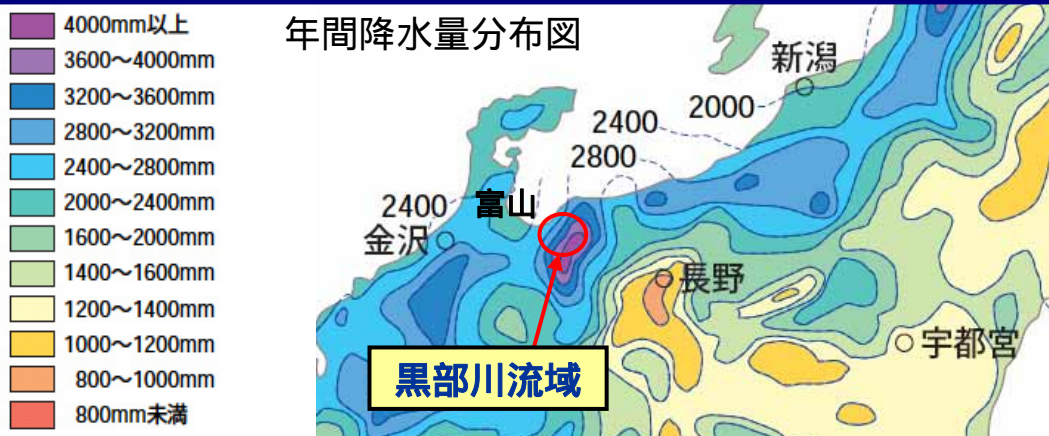 年間降水量分布図
4000mm以上
3600〜4000mm
3200〜3600mm
2800〜3200mm
2400〜2800mm
2000〜2400mm
1600〜2000mm
1400〜1600mm
1200〜1400mm
1000〜1200mm
800〜1000mm
800mm未満
新潟
2000
2400
2800
2400
富山
金沢
長野
宇都宮
黒部川流域